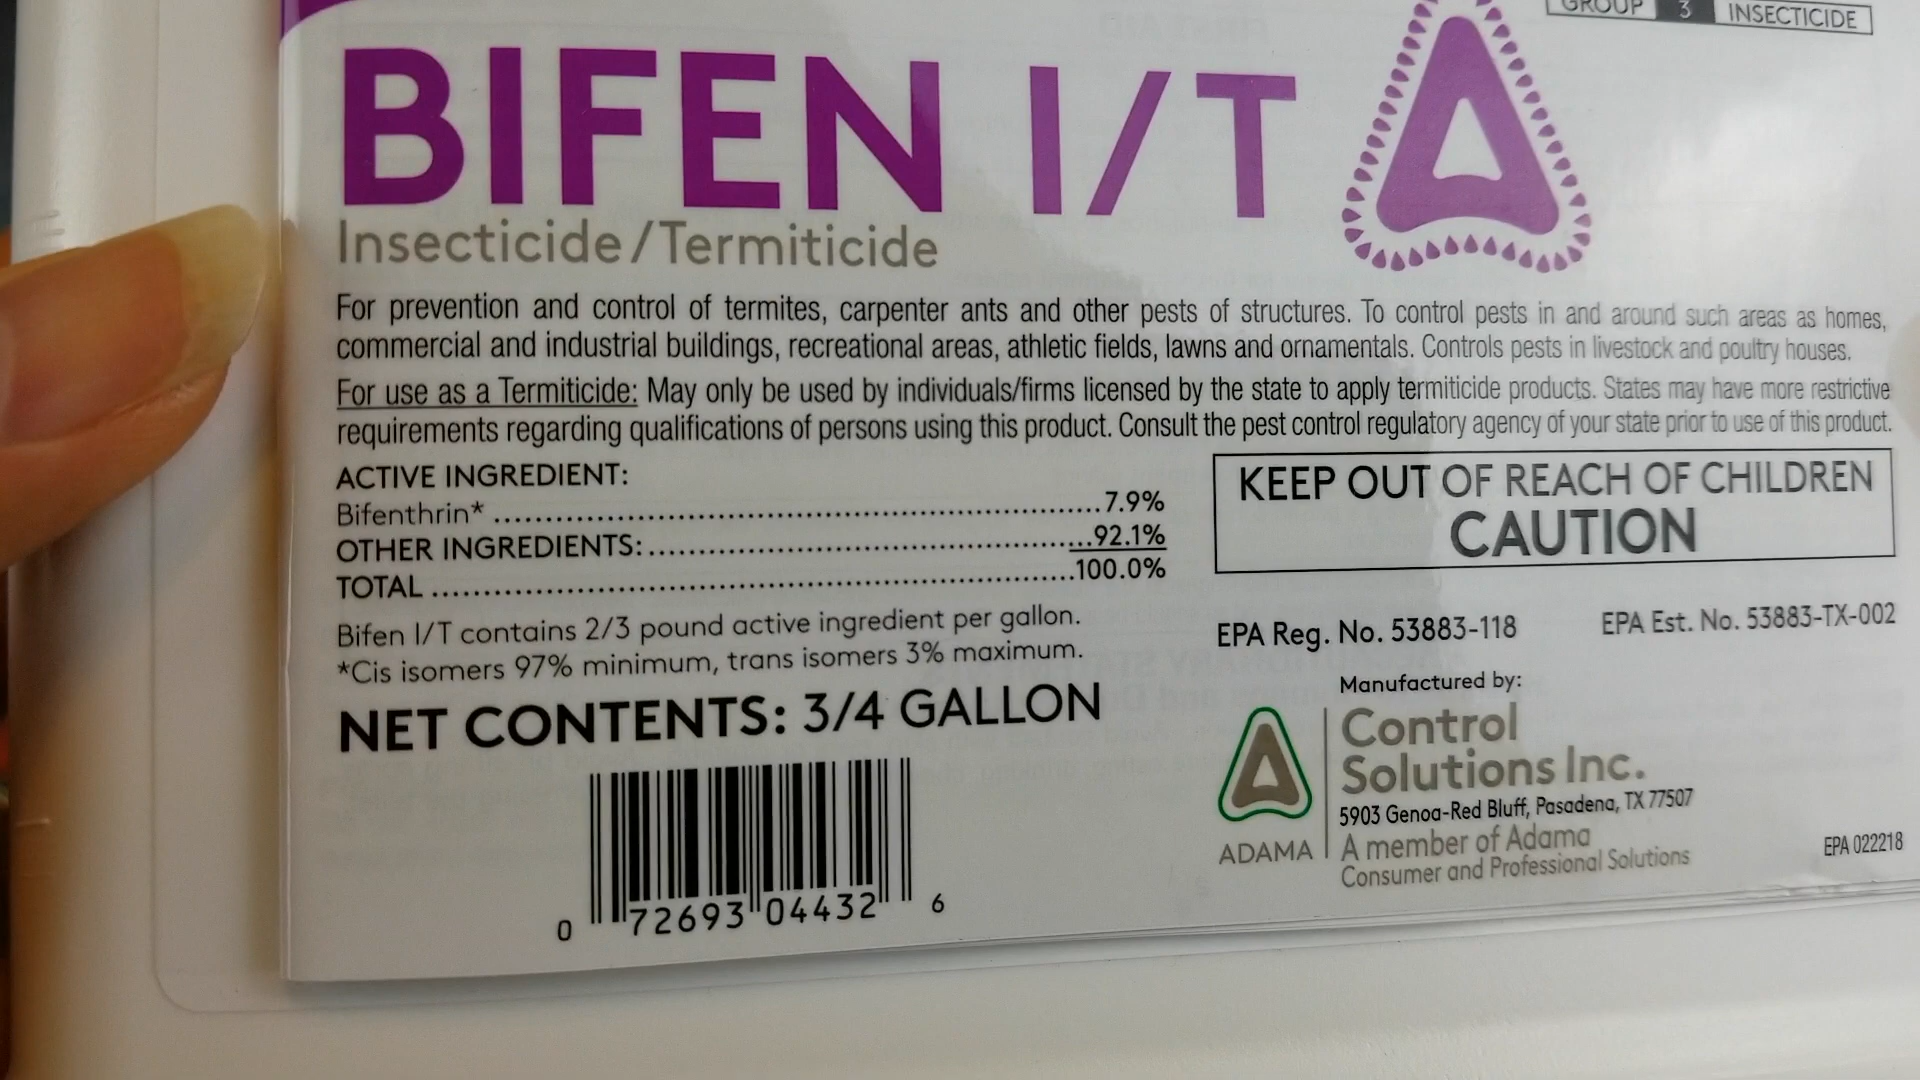 GROUP 3 INSECTICIDE
BIFEN I/T
Insecticide/Termiticide
For prevention and control of termites, carpenter ants and other pests of structures. To control pests in and around such areas as homes,
commercial and industrial buildings, recreational areas, athletic fields, lawns and ornamentals. Controls pests in livestock and poultry houses.
For use as a Termiticide: May only be used by individuals/firms licensed by the state to apply termiticide products. States may have more restrictive
requirements regarding qualifications of persons using this product. Consult the pest control regulatory agency of your state prior to use of this product.
ACTIVE INGREDIENT:
Bifenthrin* ........................................................................7.9%
OTHER INGREDIENTS:......................................................92.1%
TOTAL ..............................................................................100.0%
Bifen I/T contains 2/3 pound active ingredient per gallon.
*Cis isomers 97% minimum, trans isomers 3% maximum.
NET CONTENTS: 3/4 GALLON
0 72693 04432 6
KEEP OUT OF REACH OF CHILDREN
CAUTION
EPA Reg. No. 53883-118 EPA Est. No. 53883-TX-002
Manufactured by:
ADAMA
Control
Solutions Inc.
5903 Genoa-Red Bluff, Pasadena, TX 77507
A member of Adama
Consumer and Professional Solutions
EPA 022218